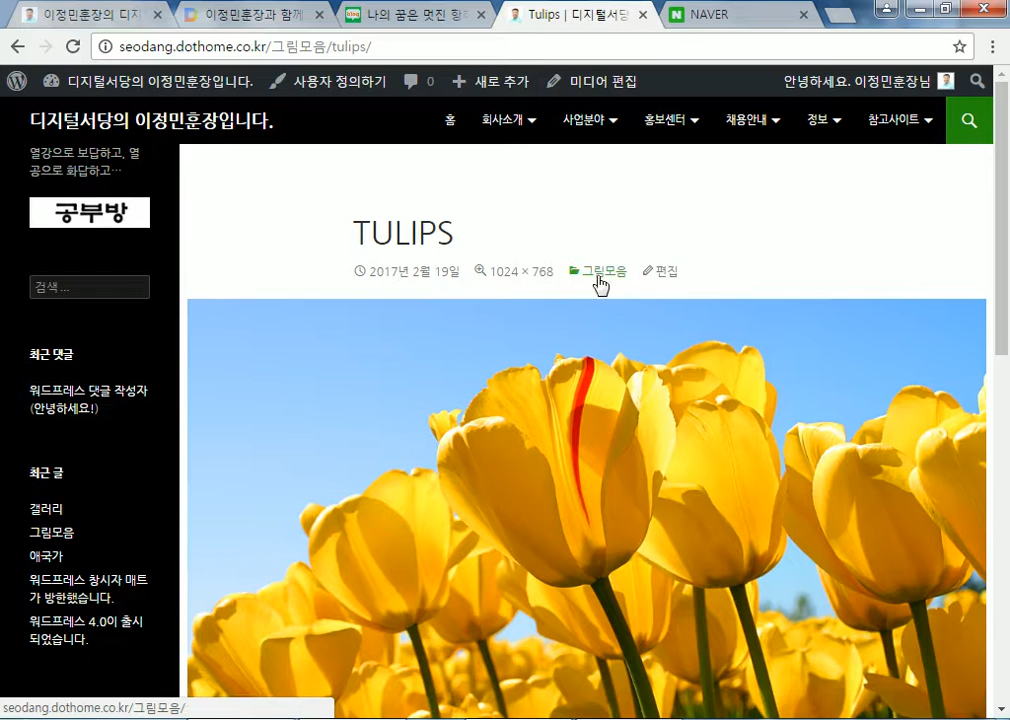 이정민훈장의 디지
이정민훈장과 함께
blog 나의 꿈은 멋진 항
Tulips | 디지털서당
N NAVER
seodang.dothome.co.kr/그림모음/tulips/
디지털서당의 이정민훈장입니다. 사용자 정의하기 0 새로 추가 미디어 편집 안녕하세요. 이정민훈장님
디지털서당의 이정민훈장입니다. 홈 회사소개 사업분야 홍보센터 채용안내 정보 참고사이트
열강으로 보답하고, 열
공으로 화답하고…
공부방
TULIPS
2017년 2월 19일 1024 × 768 그림모음 편집
검색 …
최근 댓글
워드프레스 댓글 작성자
(안녕하세요!)
최근 글
갤러리
그림모음
애국가
워드프레스 창시자 매트
가 방한했습니다.
워드프레스 4.0이 출시
되었습니다.
seodang.dothome.co.kr/그림모음/